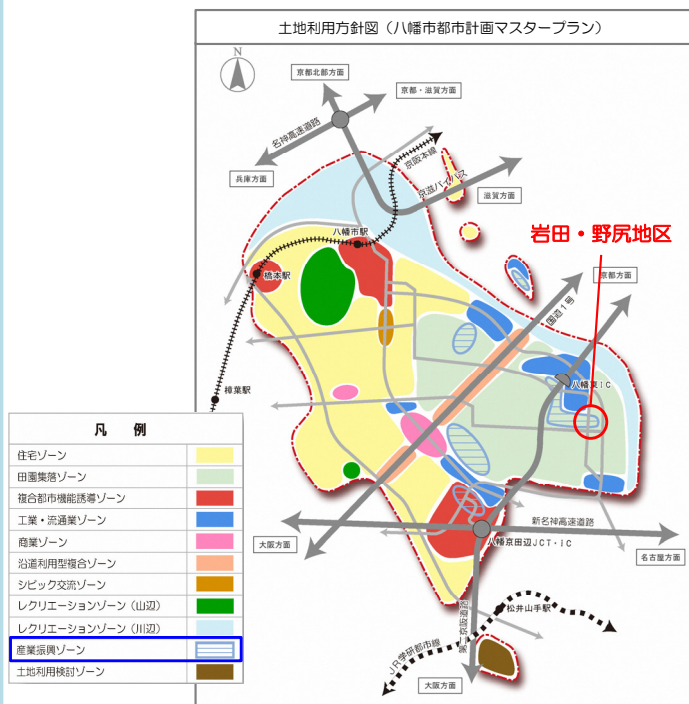 土地利用方針図（八幡市都市計画マスタープラン）
N
京都北部方面
京都・滋賀方面
名神高速道路
兵庫方面
京阪本線
京滋バイパス
滋賀方面
八幡市駅
岩田・野尻地区
橋本駅
京都方面
国道1号
八幡東IC
樟葉駅
凡　例
住宅ゾーン
田園集落ゾーン
複合都市機能誘導ゾーン
工業・流通業ゾーン
商業ゾーン
沿道利用型複合ゾーン
シビック交流ゾーン
レクリエーションゾーン（山辺）
レクリエーションゾーン（川辺）
産業振興ゾーン
土地利用検討ゾーン
新名神高速道路
大阪方面
八幡京田辺JCT・IC
名古屋方面
松井山手駅
第二京阪道路
JR学研都市線
大阪方面